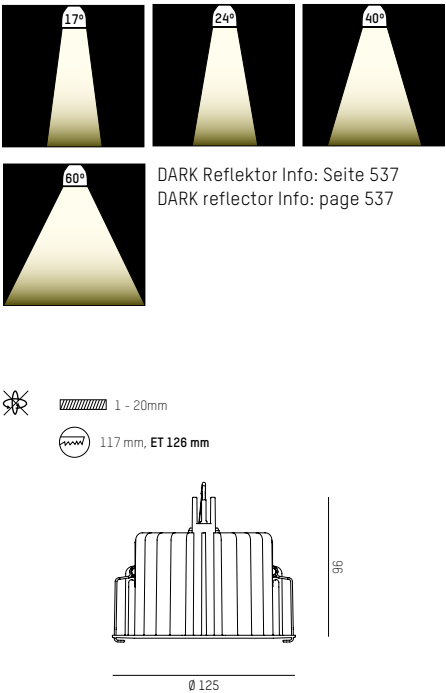 17°
24°
40°
60°
DARK Reflektor Info: Seite 537
DARK reflector Info: page 537
1 - 20mm
117 mm, ET 126 mm
96
Ø 125